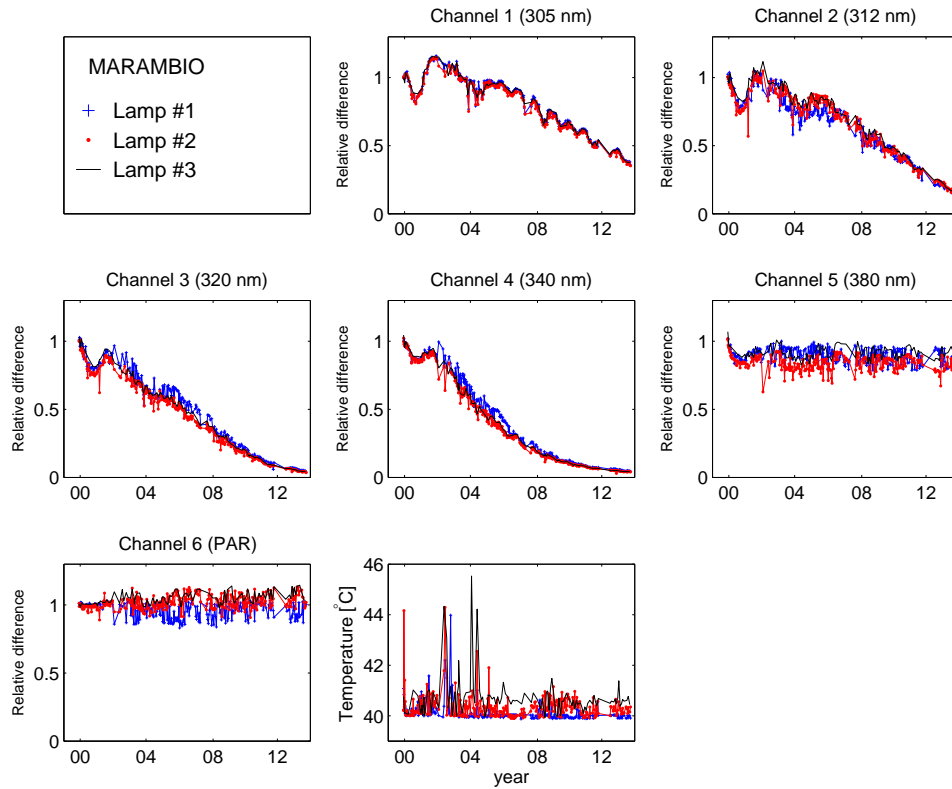 MARAMBIO
Lamp #1
Lamp #2
Lamp #3
Channel 1 (305 nm)
Relative difference
1
0.5
0
00 04 08 12
Channel 2 (312 nm)
Relative difference
1
0.5
0
00 04 08 12
Channel 3 (320 nm)
Relative difference
1
0.5
0
00 04 08 12
Channel 4 (340 nm)
Relative difference
1
0.5
0
00 04 08 12
Channel 5 (380 nm)
Relative difference
1
0.5
0
00 04 08 12
Channel 6 (PAR)
Relative difference
1
0.5
0
00 04 08 12
Temperature [°C]
46
44
42
40
00 04 08 12
year